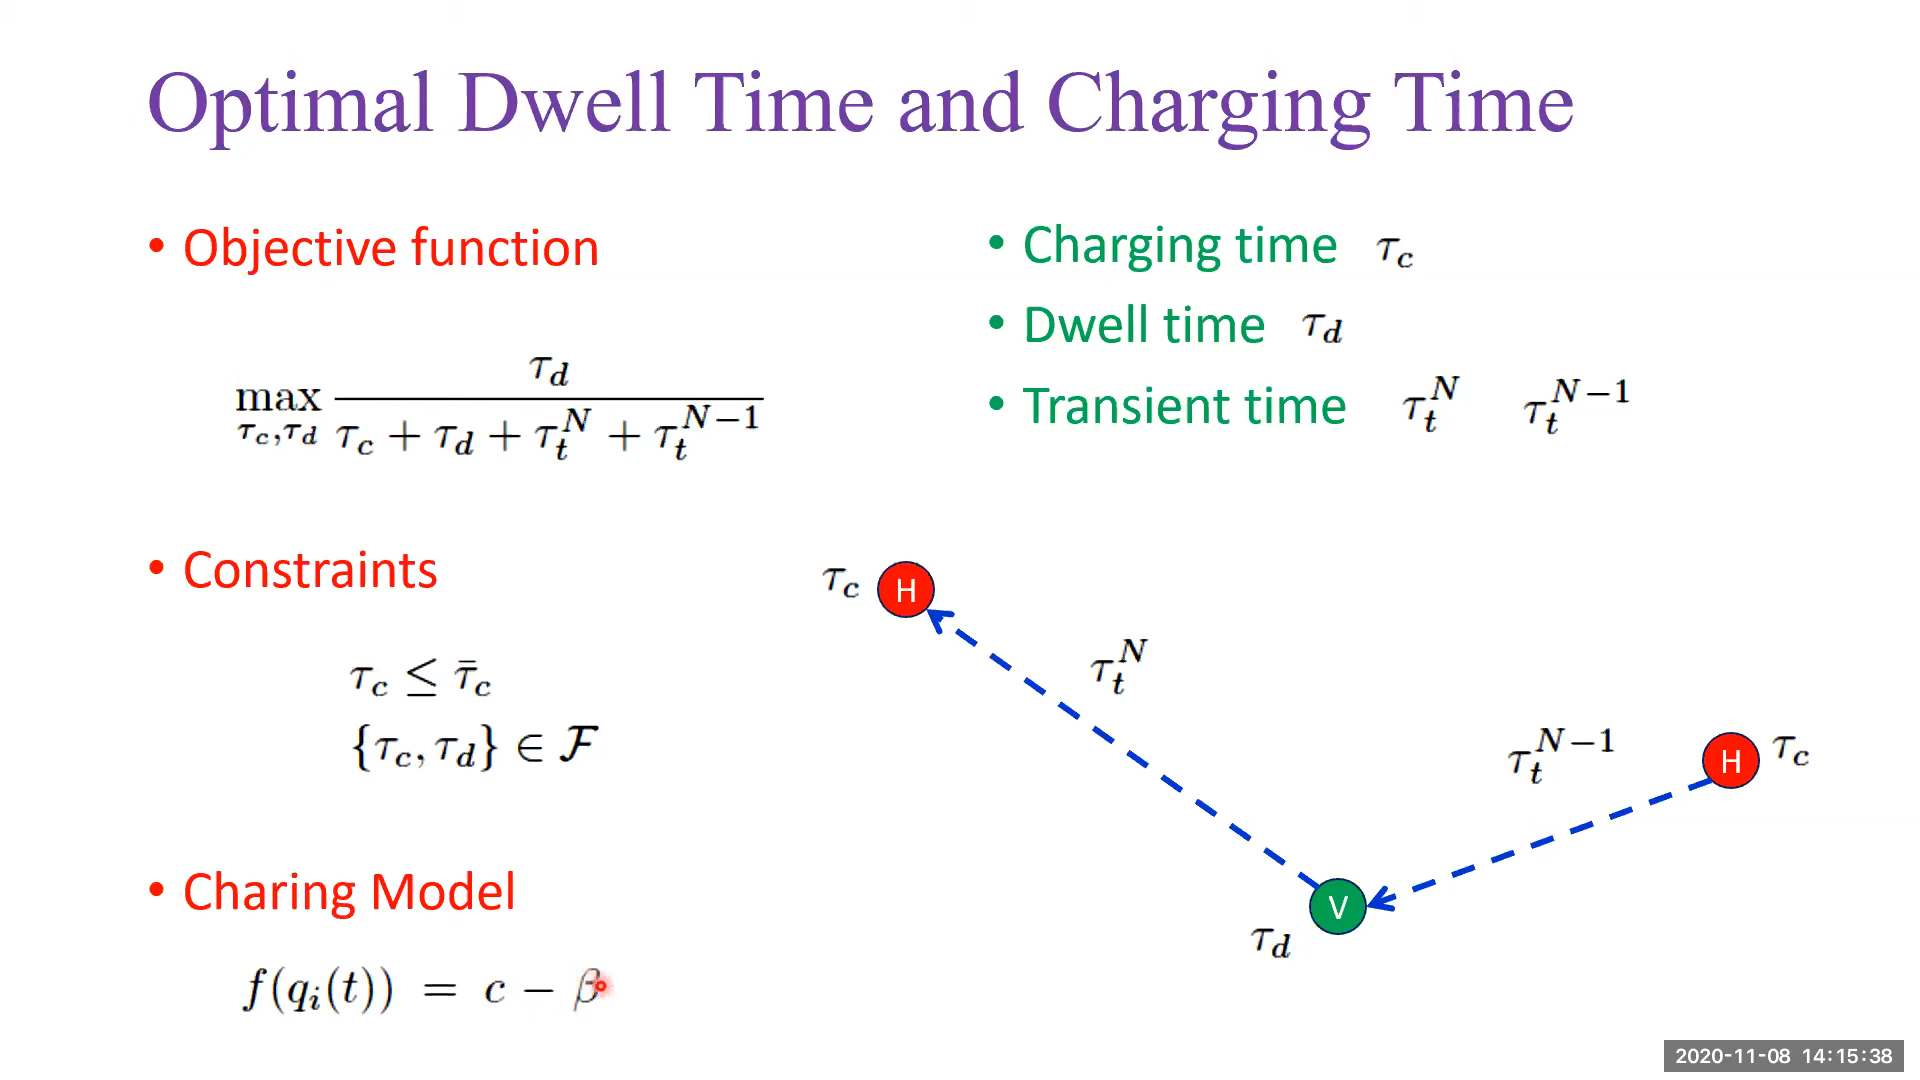 Optimal Dwell Time and Charging Time
• Objective function
max τ_c,τ_d τ_d / (τ_c + τ_d + τ_t^N + τ_t^{N−1})
• Constraints
τ_c ≤ τ̄_c
{τ_c, τ_d} ∈ ℱ
• Charing Model
f(q_i(t)) = c − β
• Charging time τ_c
• Dwell time τ_d
• Transient time τ_t^N τ_t^{N−1}
τ_c H
τ_t^N
τ_t^{N−1}
H τ_c
V
τ_d
2020-11-08 14:15:38